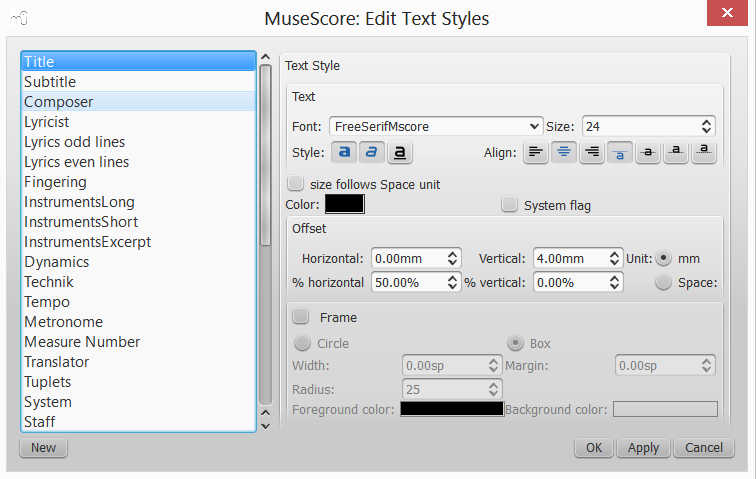 MuseScore: Edit Text Styles
Title
Subtitle
Composer
Lyricist
Lyrics odd lines
Lyrics even lines
Fingering
InstrumentsLong
InstrumentsShort
InstrumentsExcerpt
Dynamics
Technik
Tempo
Metronome
Measure Number
Translator
Tuplets
System
Staff
New
Text Style
Text
Font: FreeSerifMscore Size: 24
Style: a a a Align: a a a a
size follows Space unit
Color: System flag
Offset
Horizontal: 0.00mm Vertical: 4.00mm Unit: mm
% horizontal 50.00% % vertical: 0.00% Space:
Frame
Circle Box
Width: 0.00sp Margin: 0.00sp
Radius: 25
Foreground color: Background color:
OK Apply Cancel